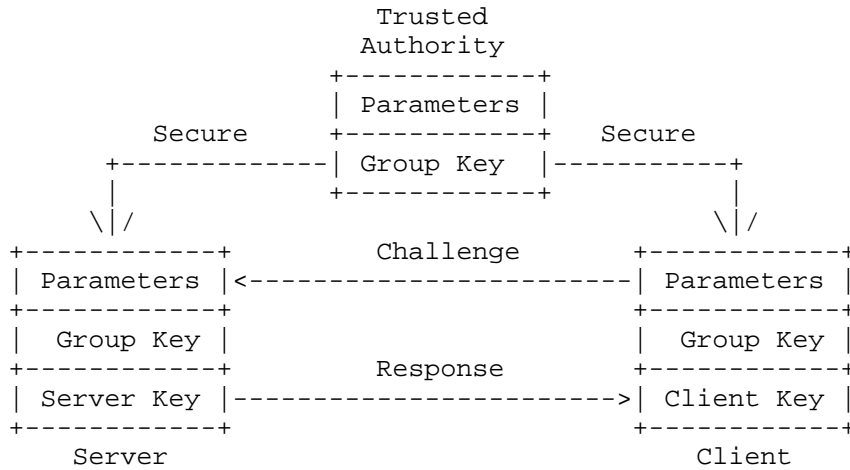 Trusted
Authority
+------------+
| Parameters |
Secure +------------+ Secure
+-------------| Group Key |-----------+
| +------------+ |
\|/ \|/
+------------+ Challenge +------------+
| Parameters |<-------------------------| Parameters |
+------------+ +------------+
| Group Key | | Group Key |
+------------+ Response +------------+
| Server Key |------------------------>| Client Key |
+------------+ +------------+
Server Client